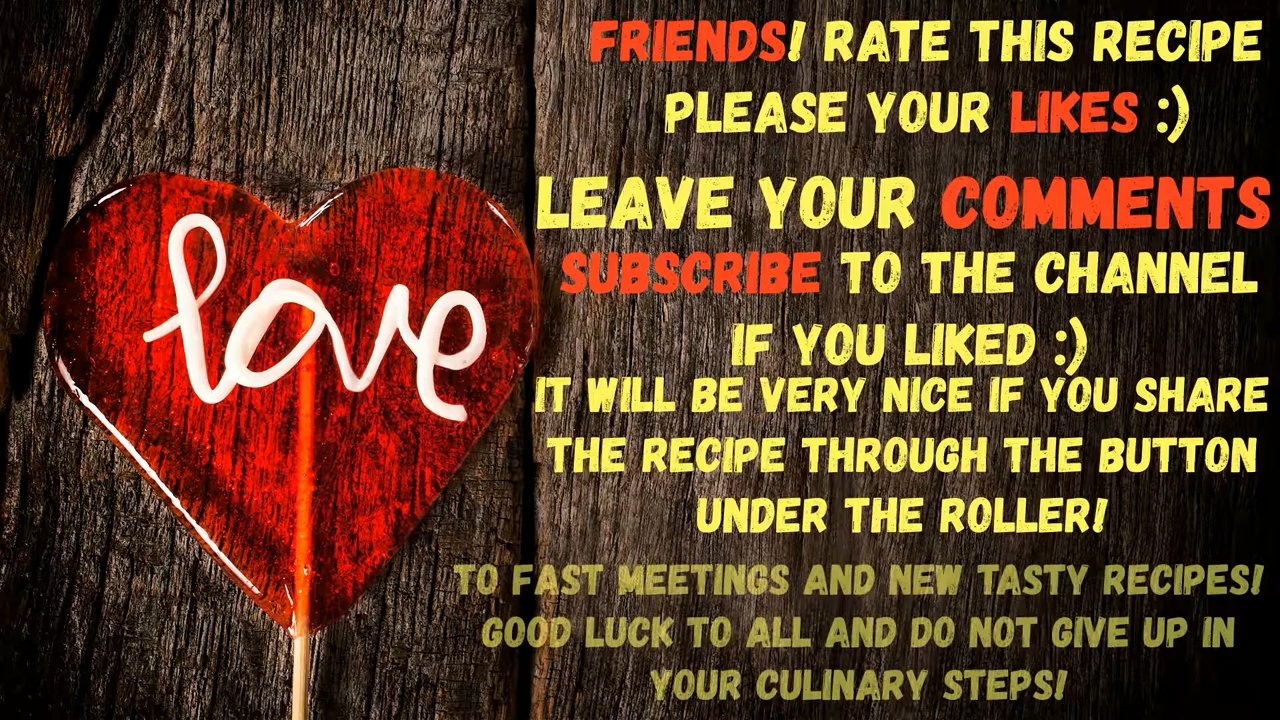 FRIENDS! RATE THIS RECIPE
PLEASE YOUR LIKES :)
LEAVE YOUR COMMENTS
SUBSCRIBE TO THE CHANNEL
IF YOU LIKED :)
IT WILL BE VERY NICE IF YOU SHARE
THE RECIPE THROUGH THE BUTTON
UNDER THE ROLLER!
TO FAST MEETINGS AND NEW TASTY RECIPES!
GOOD LUCK TO ALL AND DO NOT GIVE UP IN
YOUR CULINARY STEPS!
love